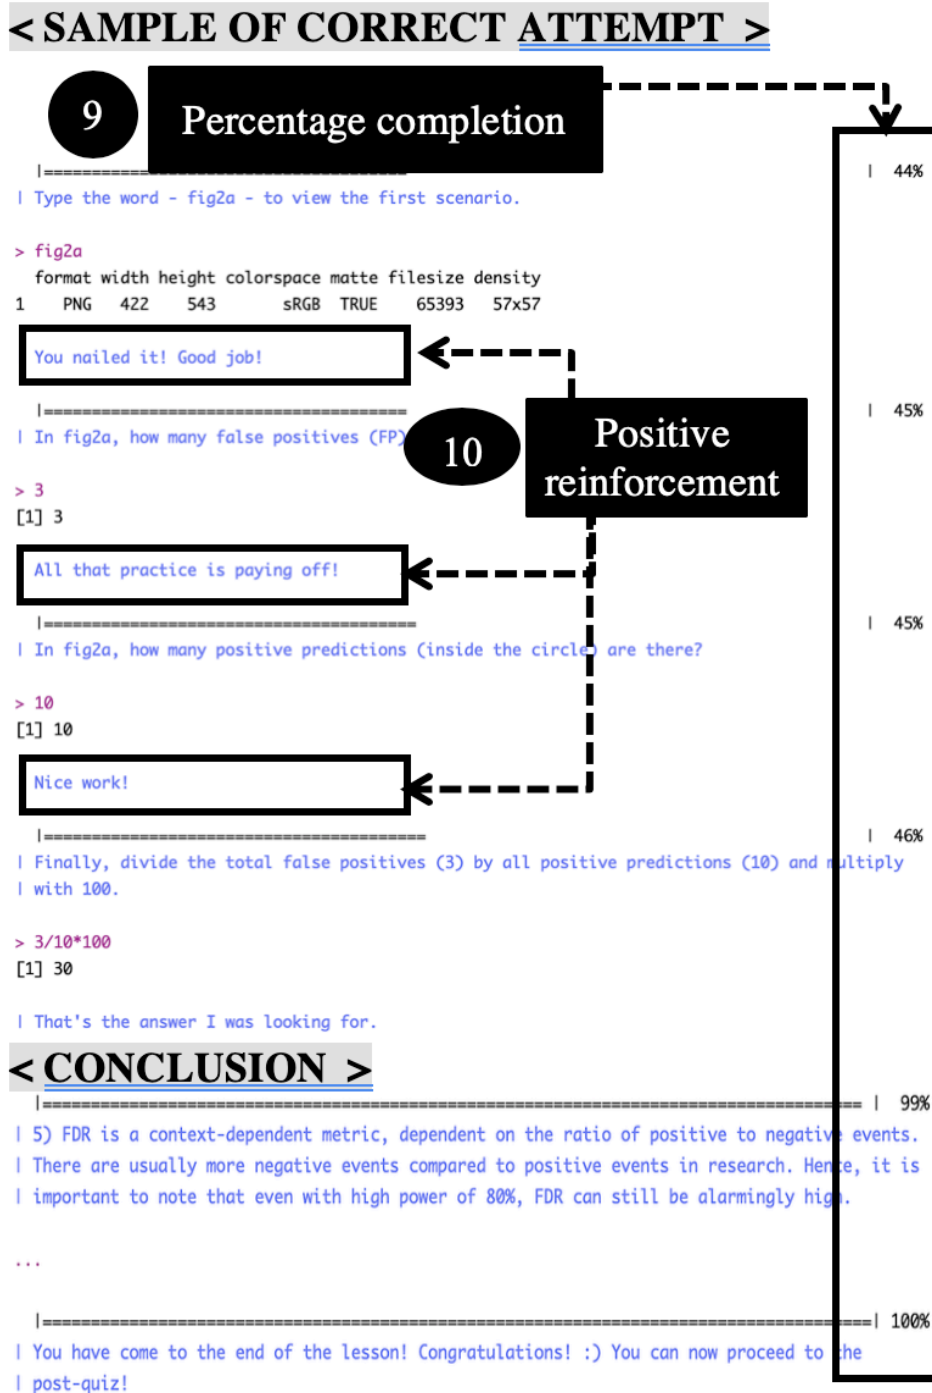 < SAMPLE OF CORRECT ATTEMPT >
9 Percentage completion
|====================================== | 44%
| Type the word - fig2a - to view the first scenario.
> fig2a
format width height colorspace matte filesize density
1 PNG 422 543 sRGB TRUE 65393 57x57
You nailed it! Good job!
|====================================== | 45%
| In fig2a, how many false positives (FP)
10 Positive
reinforcement
> 3
[1] 3
All that practice is paying off!
|======================================= | 45%
| In fig2a, how many positive predictions (inside the circle) are there?
> 10
[1] 10
Nice work!
|======================================== | 46%
| Finally, divide the total false positives (3) by all positive predictions (10) and multiply
| with 100.
> 3/10*100
[1] 30
| That's the answer I was looking for.
< CONCLUSION >
|===================================================================================== | 99%
| 5) FDR is a context-dependent metric, dependent on the ratio of positive to negative events.
| There are usually more negative events compared to positive events in research. Hence, it is
| important to note that even with high power of 80%, FDR can still be alarmingly high.
...
|======================================================================================| 100%
| You have come to the end of the lesson! Congratulations! :) You can now proceed to the
| post-quiz!